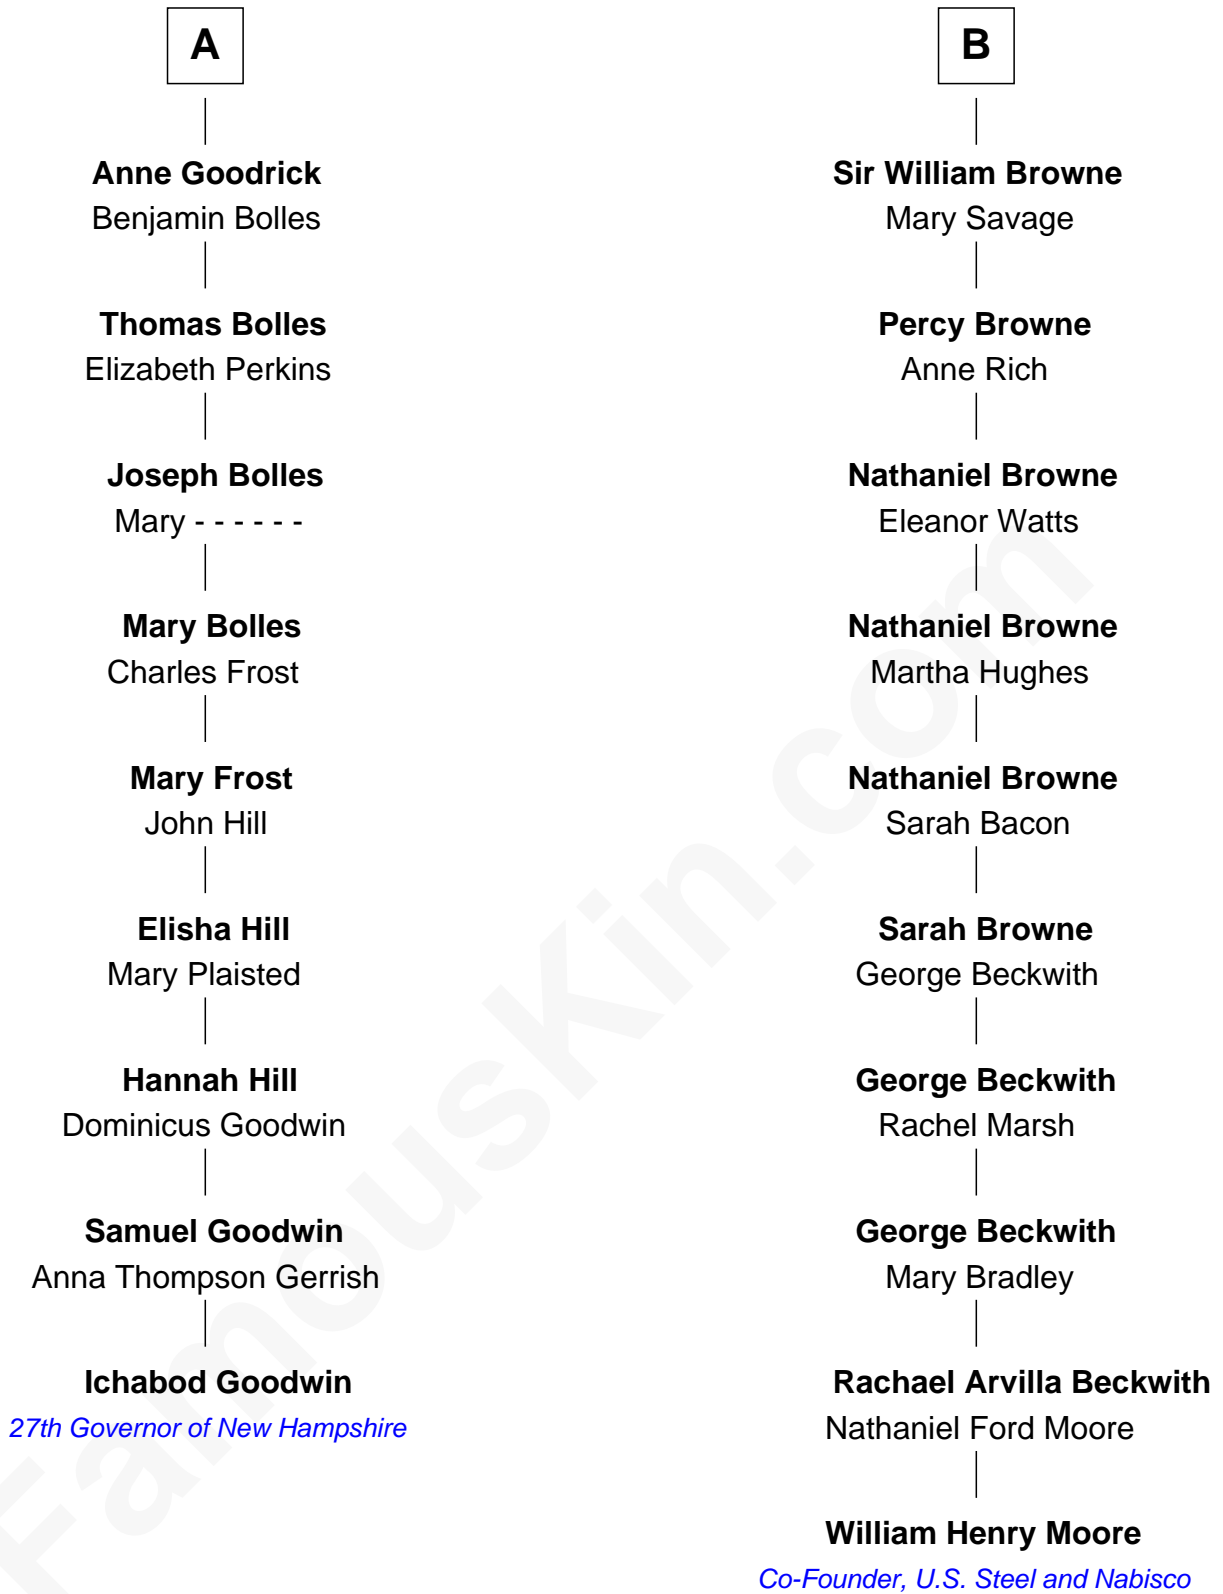 A
Anne Goodrick
Benjamin Bolles
Thomas Bolles
Elizabeth Perkins
Joseph Bolles
Mary - - - - - -
Mary Bolles
Charles Frost
Mary Frost
John Hill
Elisha Hill
Mary Plaisted
Hannah Hill
Dominicus Goodwin
Samuel Goodwin
Anna Thompson Gerrish
Ichabod Goodwin
27th Governor of New Hampshire
B
Sir William Browne
Mary Savage
Percy Browne
Anne Rich
Nathaniel Browne
Eleanor Watts
Nathaniel Browne
Martha Hughes
Nathaniel Browne
Sarah Bacon
Sarah Browne
George Beckwith
George Beckwith
Rachel Marsh
George Beckwith
Mary Bradley
Rachael Arvilla Beckwith
Nathaniel Ford Moore
William Henry Moore
Co-Founder, U.S. Steel and Nabisco
FamousKin.com